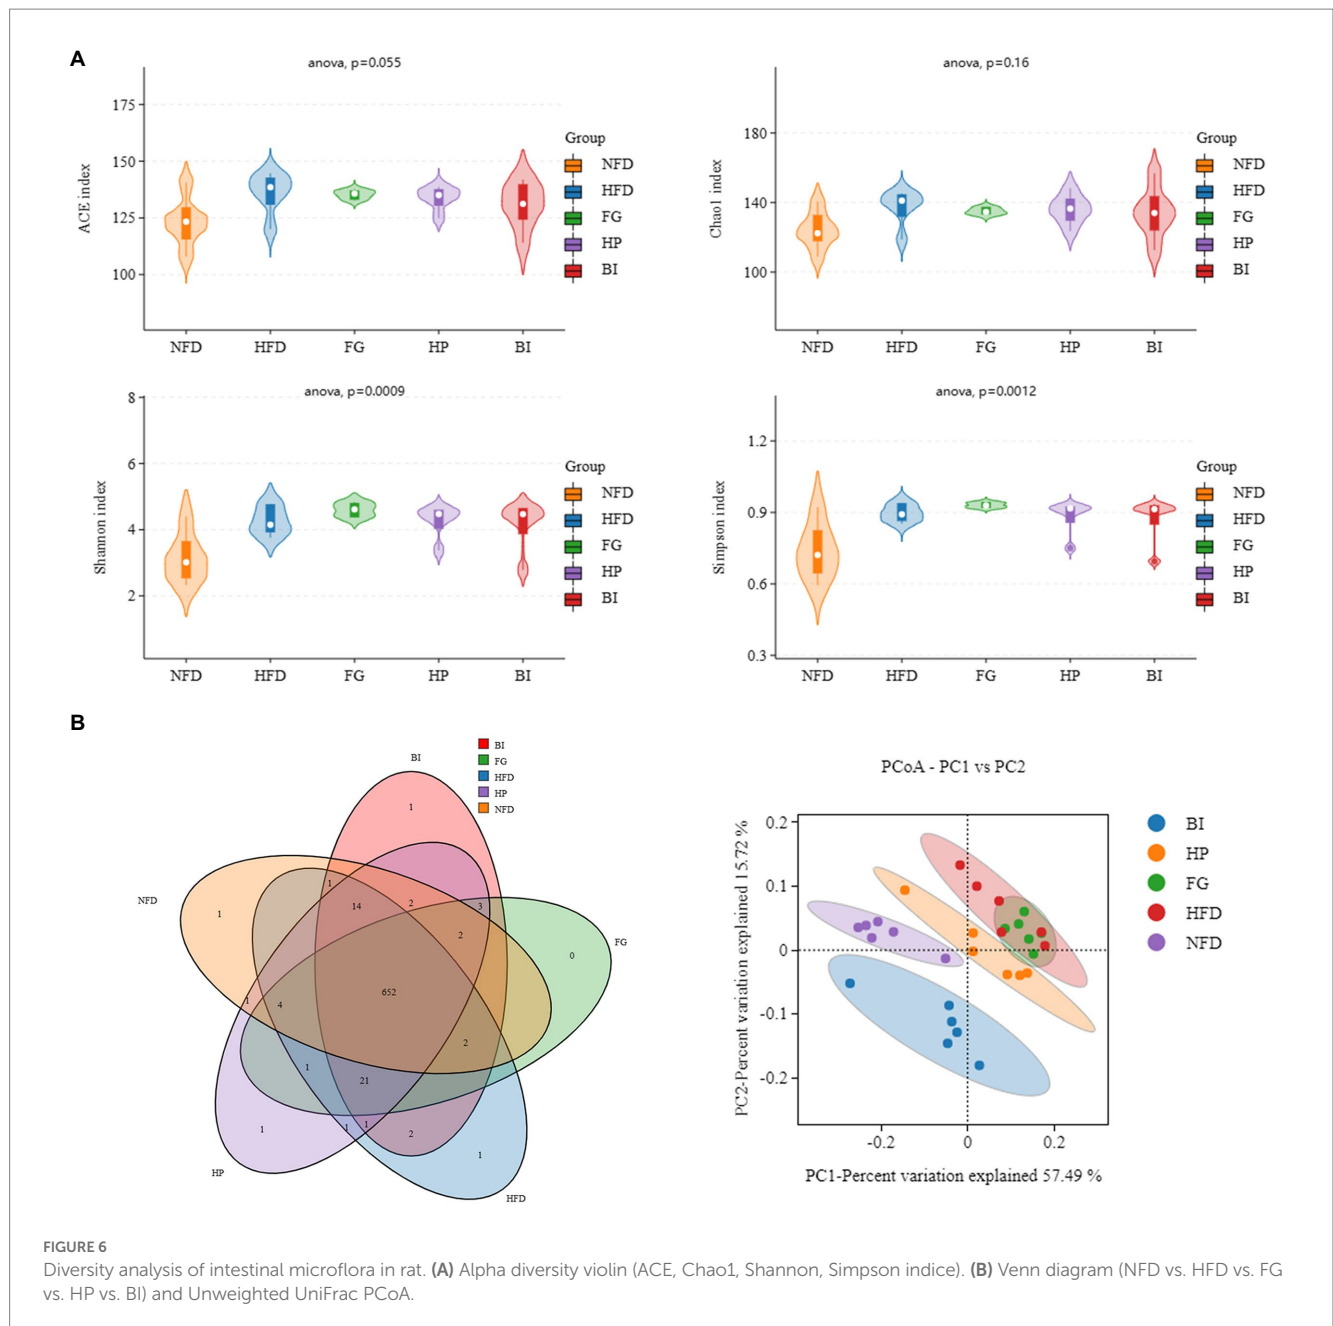 A
anova, p=0.055
175
150
125
100
ACE index
NFD
HFD
FG
HP
BI
Group
NFD
HFD
FG
HP
BI
anova, p=0.16
180
140
100
Chao1 index
NFD
HFD
FG
HP
BI
Group
NFD
HFD
FG
HP
BI
anova, p=0.0009
8
6
4
2
Shannon index
NFD
HFD
FG
HP
BI
Group
NFD
HFD
FG
HP
BI
anova, p=0.0012
1.2
0.9
0.6
0.3
Simpson index
NFD
HFD
FG
HP
BI
Group
NFD
HFD
FG
HP
BI
B
BI
FG
HFD
HP
NFD
BI
NFD
FG
HP
HFD
1
1
1
14
2
3
2
0
652
1
4
2
1
21
1
1
1
2
1
PCoA - PC1 vs PC2
0.2
0.1
0
-0.1
-0.2
PC2-Percent variation explained 15.72 %
-0.2
0
0.2
PC1-Percent variation explained 57.49 %
BI
HP
FG
HFD
NFD
FIGURE 6
Diversity analysis of intestinal microflora in rat. (A) Alpha diversity violin (ACE, Chao1, Shannon, Simpson indice). (B) Venn diagram (NFD vs. HFD vs. FG
vs. HP vs. BI) and Unweighted UniFrac PCoA.